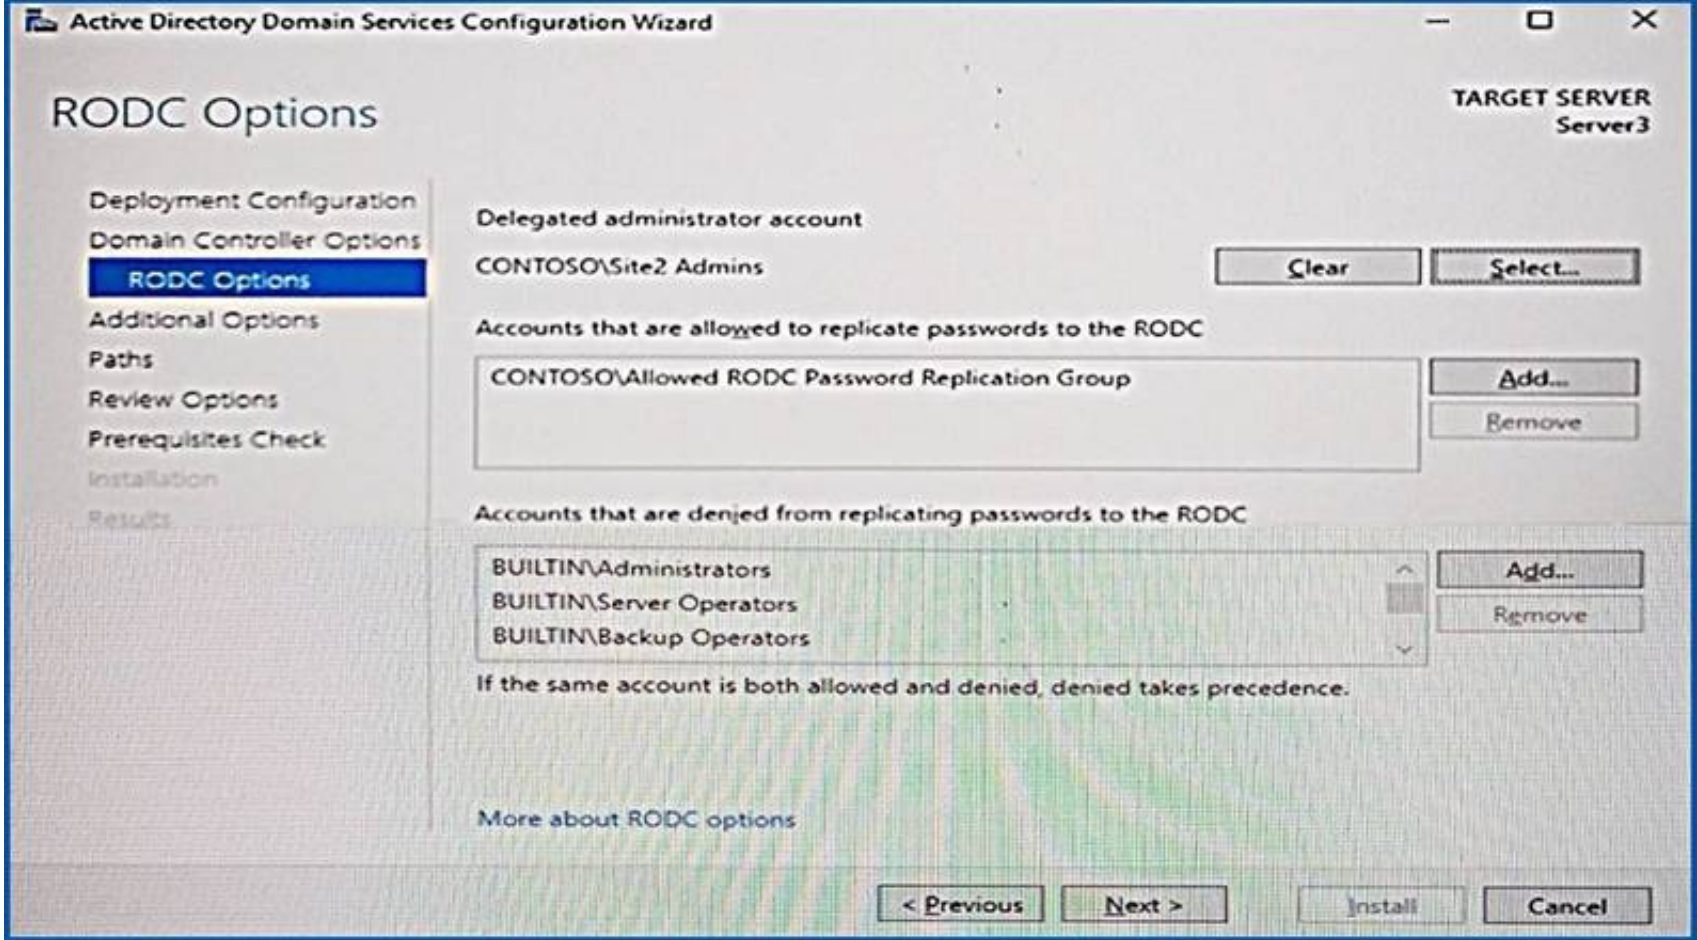 Active Directory Domain Services Configuration Wizard
RODC Options
TARGET SERVER
Server3
Deployment Configuration
Domain Controller Options
RODC Options
Additional Options
Paths
Review Options
Prerequisites Check
Installation
Results
Delegated administrator account
CONTOSO\Site2 Admins
Clear
Select...
Accounts that are allowed to replicate passwords to the RODC
CONTOSO\Allowed RODC Password Replication Group
Add...
Remove
Accounts that are denied from replicating passwords to the RODC
BUILTIN\Administrators
BUILTIN\Server Operators
BUILTIN\Backup Operators
Add...
Remove
If the same account is both allowed and denied, denied takes precedence.
More about RODC options
< Previous
Next >
Install
Cancel